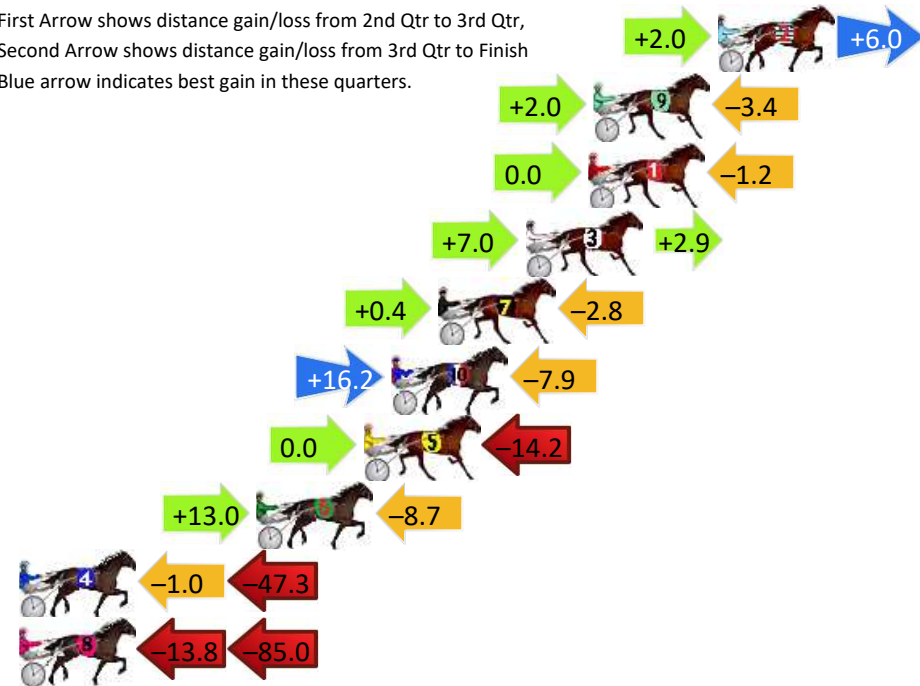 First Arrow shows distance gain/loss from 2nd Qtr to 3rd Qtr,
Second Arrow shows distance gain/loss from 3rd Qtr to Finish
Blue arrow indicates best gain in these quarters.
+2.0 2 +6.0
+2.0 9 –3.4
0.0 1 –1.2
+7.0 3 +2.9
+0.4 7 –2.8
+16.2 10 –7.9
0.0 5 –14.2
+13.0 6 –8.7
4 –1.0 –47.3
8 –13.8 –85.0